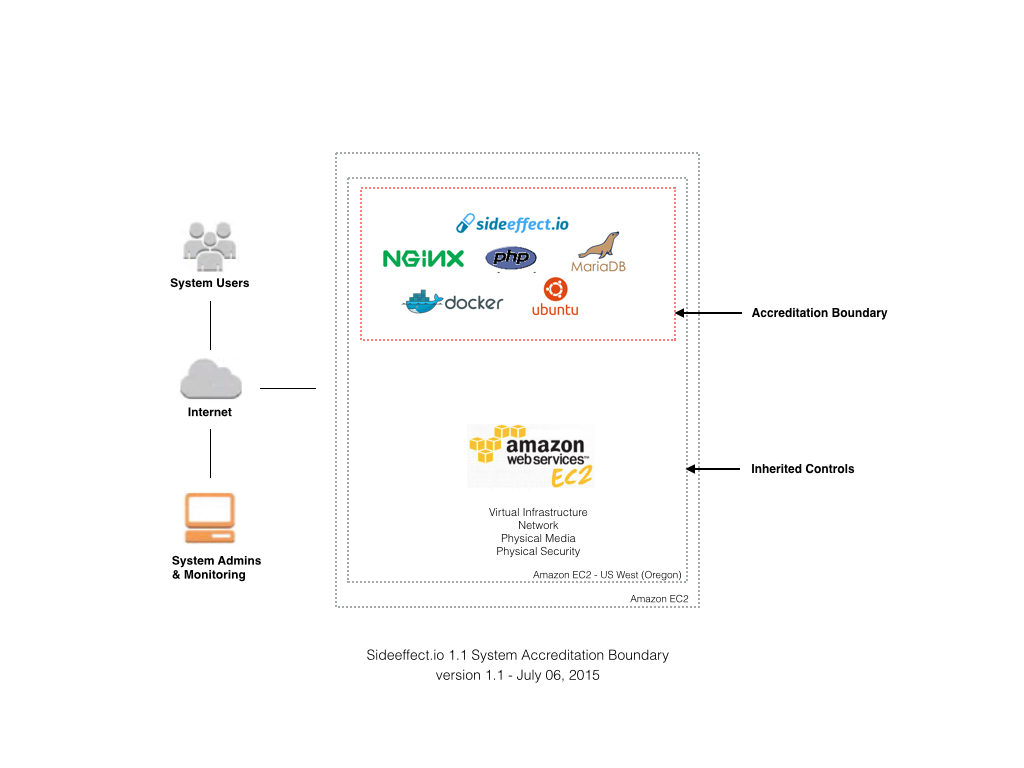 sideeffect.io
NGINX
php
MariaDB
docker
ubuntu
System Users
Accreditation Boundary
Internet
amazon
web services™
EC2
Inherited Controls
Virtual Infrastructure
Network
Physical Media
Physical Security
System Admins
& Monitoring
Amazon EC2 - US West (Oregon)
Amazon EC2
Sideeffect.io 1.1 System Accreditation Boundary
version 1.1 - July 06, 2015